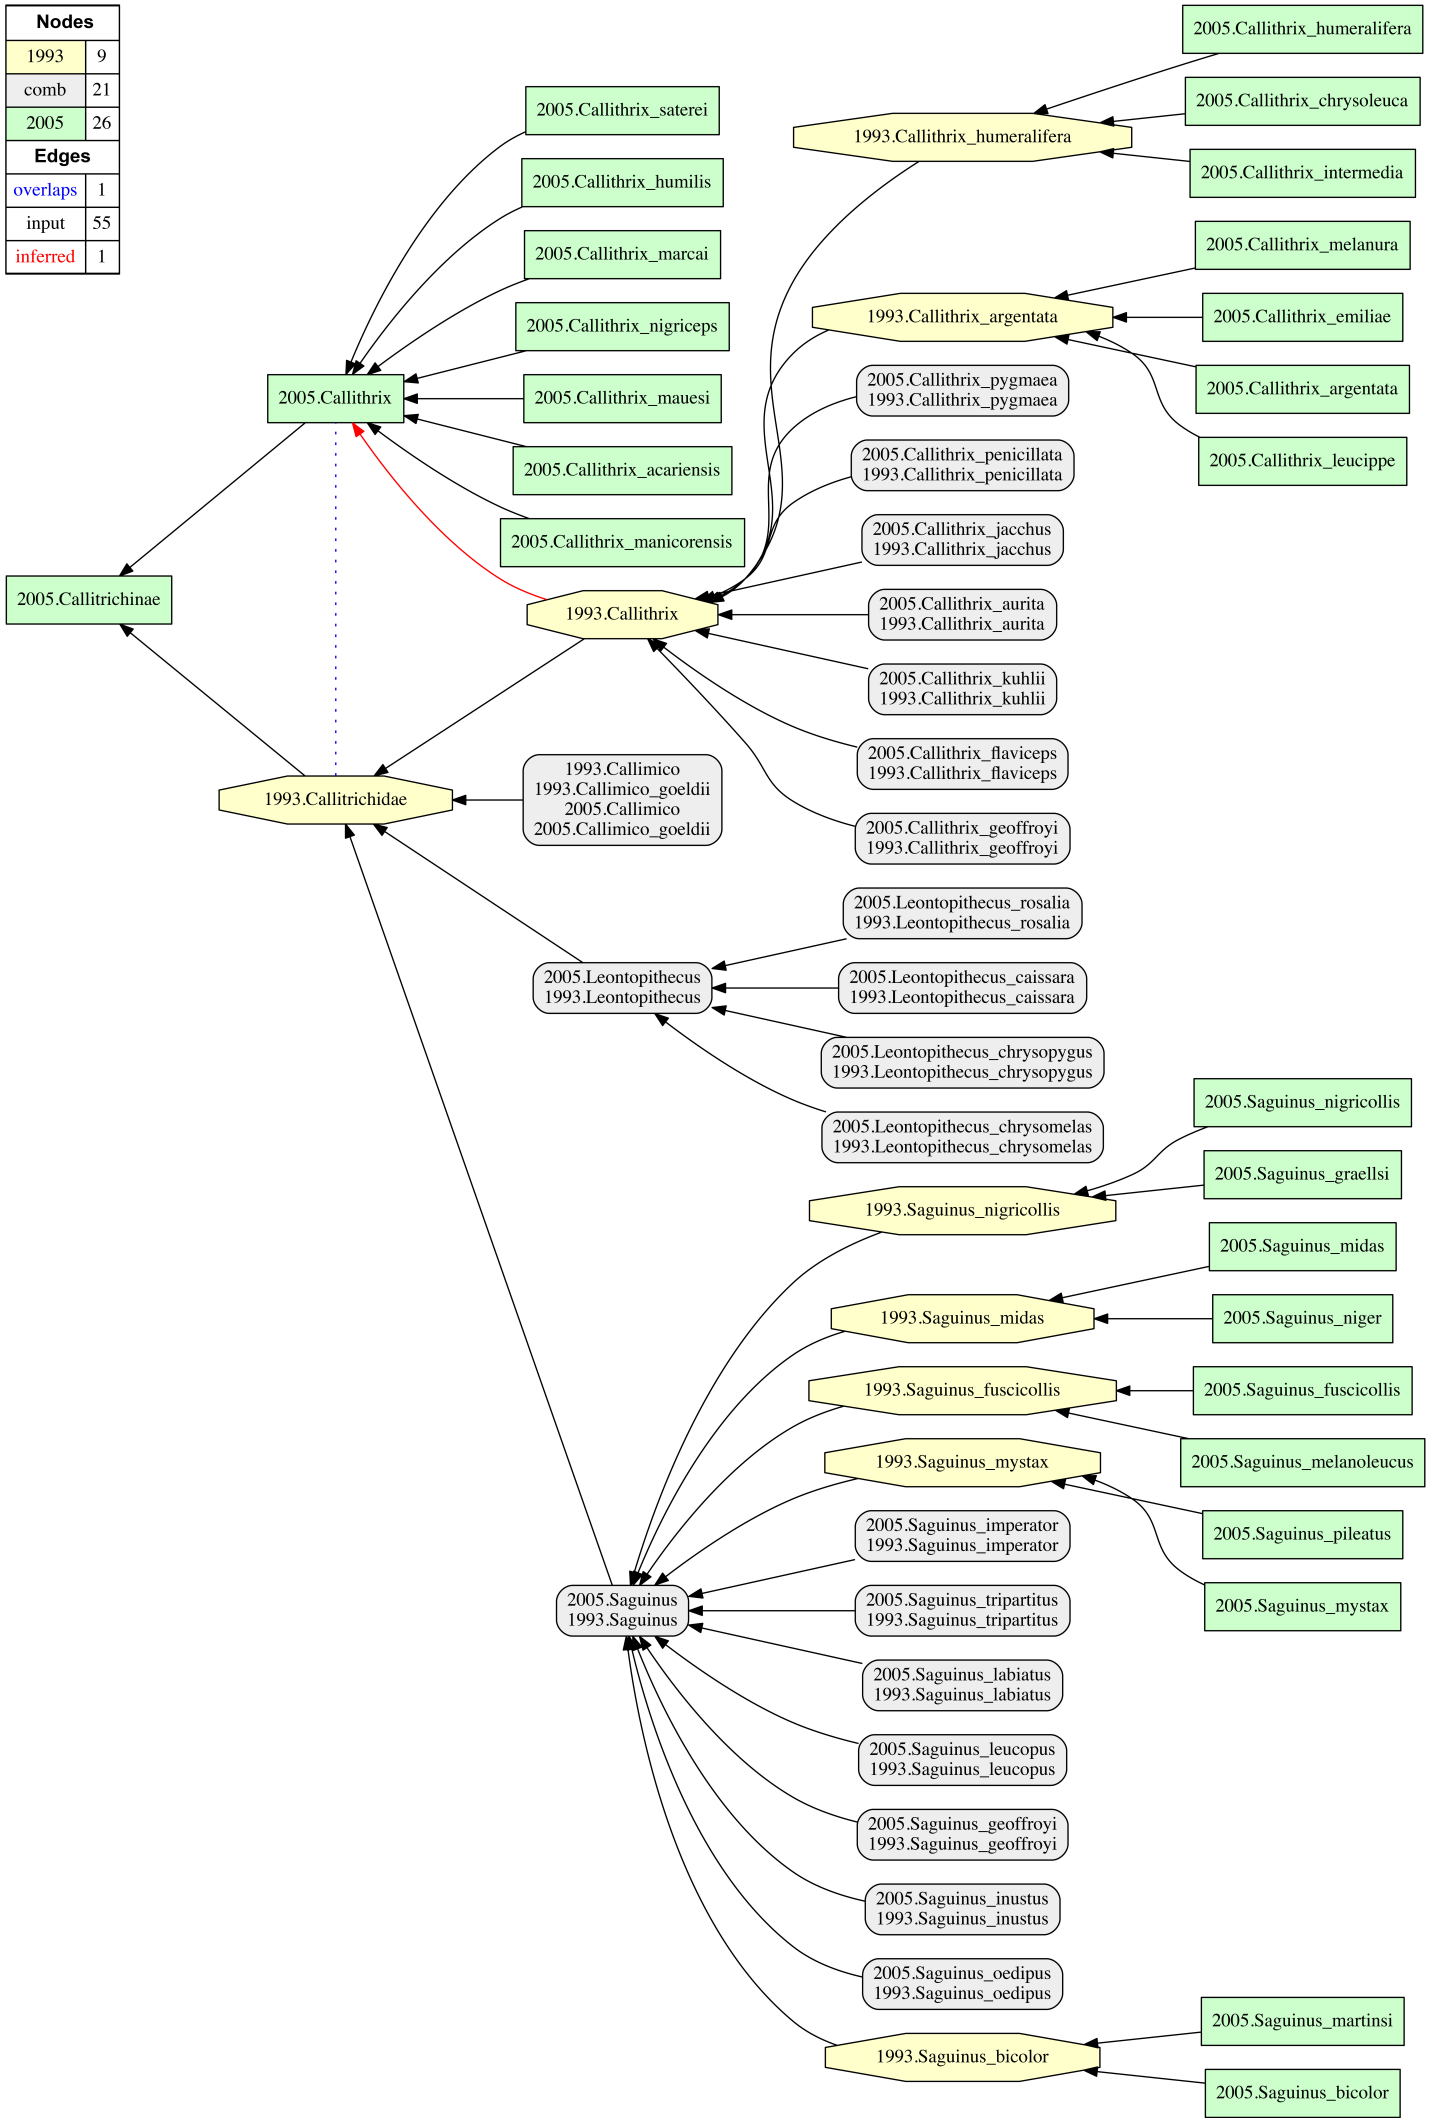 Nodes
1993 9
comb 21
2005 26
Edges
overlaps 1
input 55
inferred 1
2005.Callithrix_saterei
2005.Callithrix_humilis
2005.Callithrix_marcai
2005.Callithrix_nigriceps
2005.Callithrix
2005.Callithrix_mauesi
2005.Callithrix_acariensis
2005.Callithrix_manicorensis
2005.Callitrichinae
1993.Callithrix
1993.Callitrichidae
1993.Callimico
1993.Callimico_goeldii
2005.Callimico
2005.Callimico_goeldii
2005.Leontopithecus
1993.Leontopithecus
2005.Saguinus
1993.Saguinus
1993.Callithrix_humeralifera
1993.Callithrix_argentata
2005.Callithrix_pygmaea
1993.Callithrix_pygmaea
2005.Callithrix_penicillata
1993.Callithrix_penicillata
2005.Callithrix_jacchus
1993.Callithrix_jacchus
2005.Callithrix_aurita
1993.Callithrix_aurita
2005.Callithrix_kuhlii
1993.Callithrix_kuhlii
2005.Callithrix_flaviceps
1993.Callithrix_flaviceps
2005.Callithrix_geoffroyi
1993.Callithrix_geoffroyi
2005.Leontopithecus_rosalia
1993.Leontopithecus_rosalia
2005.Leontopithecus_caissara
1993.Leontopithecus_caissara
2005.Leontopithecus_chrysopygus
1993.Leontopithecus_chrysopygus
2005.Leontopithecus_chrysomelas
1993.Leontopithecus_chrysomelas
1993.Saguinus_nigricollis
1993.Saguinus_midas
1993.Saguinus_fuscicollis
1993.Saguinus_mystax
2005.Saguinus_imperator
1993.Saguinus_imperator
2005.Saguinus_tripartitus
1993.Saguinus_tripartitus
2005.Saguinus_labiatus
1993.Saguinus_labiatus
2005.Saguinus_leucopus
1993.Saguinus_leucopus
2005.Saguinus_geoffroyi
1993.Saguinus_geoffroyi
2005.Saguinus_inustus
1993.Saguinus_inustus
2005.Saguinus_oedipus
1993.Saguinus_oedipus
1993.Saguinus_bicolor
2005.Callithrix_humeralifera
2005.Callithrix_chrysoleuca
2005.Callithrix_intermedia
2005.Callithrix_melanura
2005.Callithrix_emiliae
2005.Callithrix_argentata
2005.Callithrix_leucippe
2005.Saguinus_nigricollis
2005.Saguinus_graellsi
2005.Saguinus_midas
2005.Saguinus_niger
2005.Saguinus_fuscicollis
2005.Saguinus_melanoleucus
2005.Saguinus_pileatus
2005.Saguinus_mystax
2005.Saguinus_martinsi
2005.Saguinus_bicolor